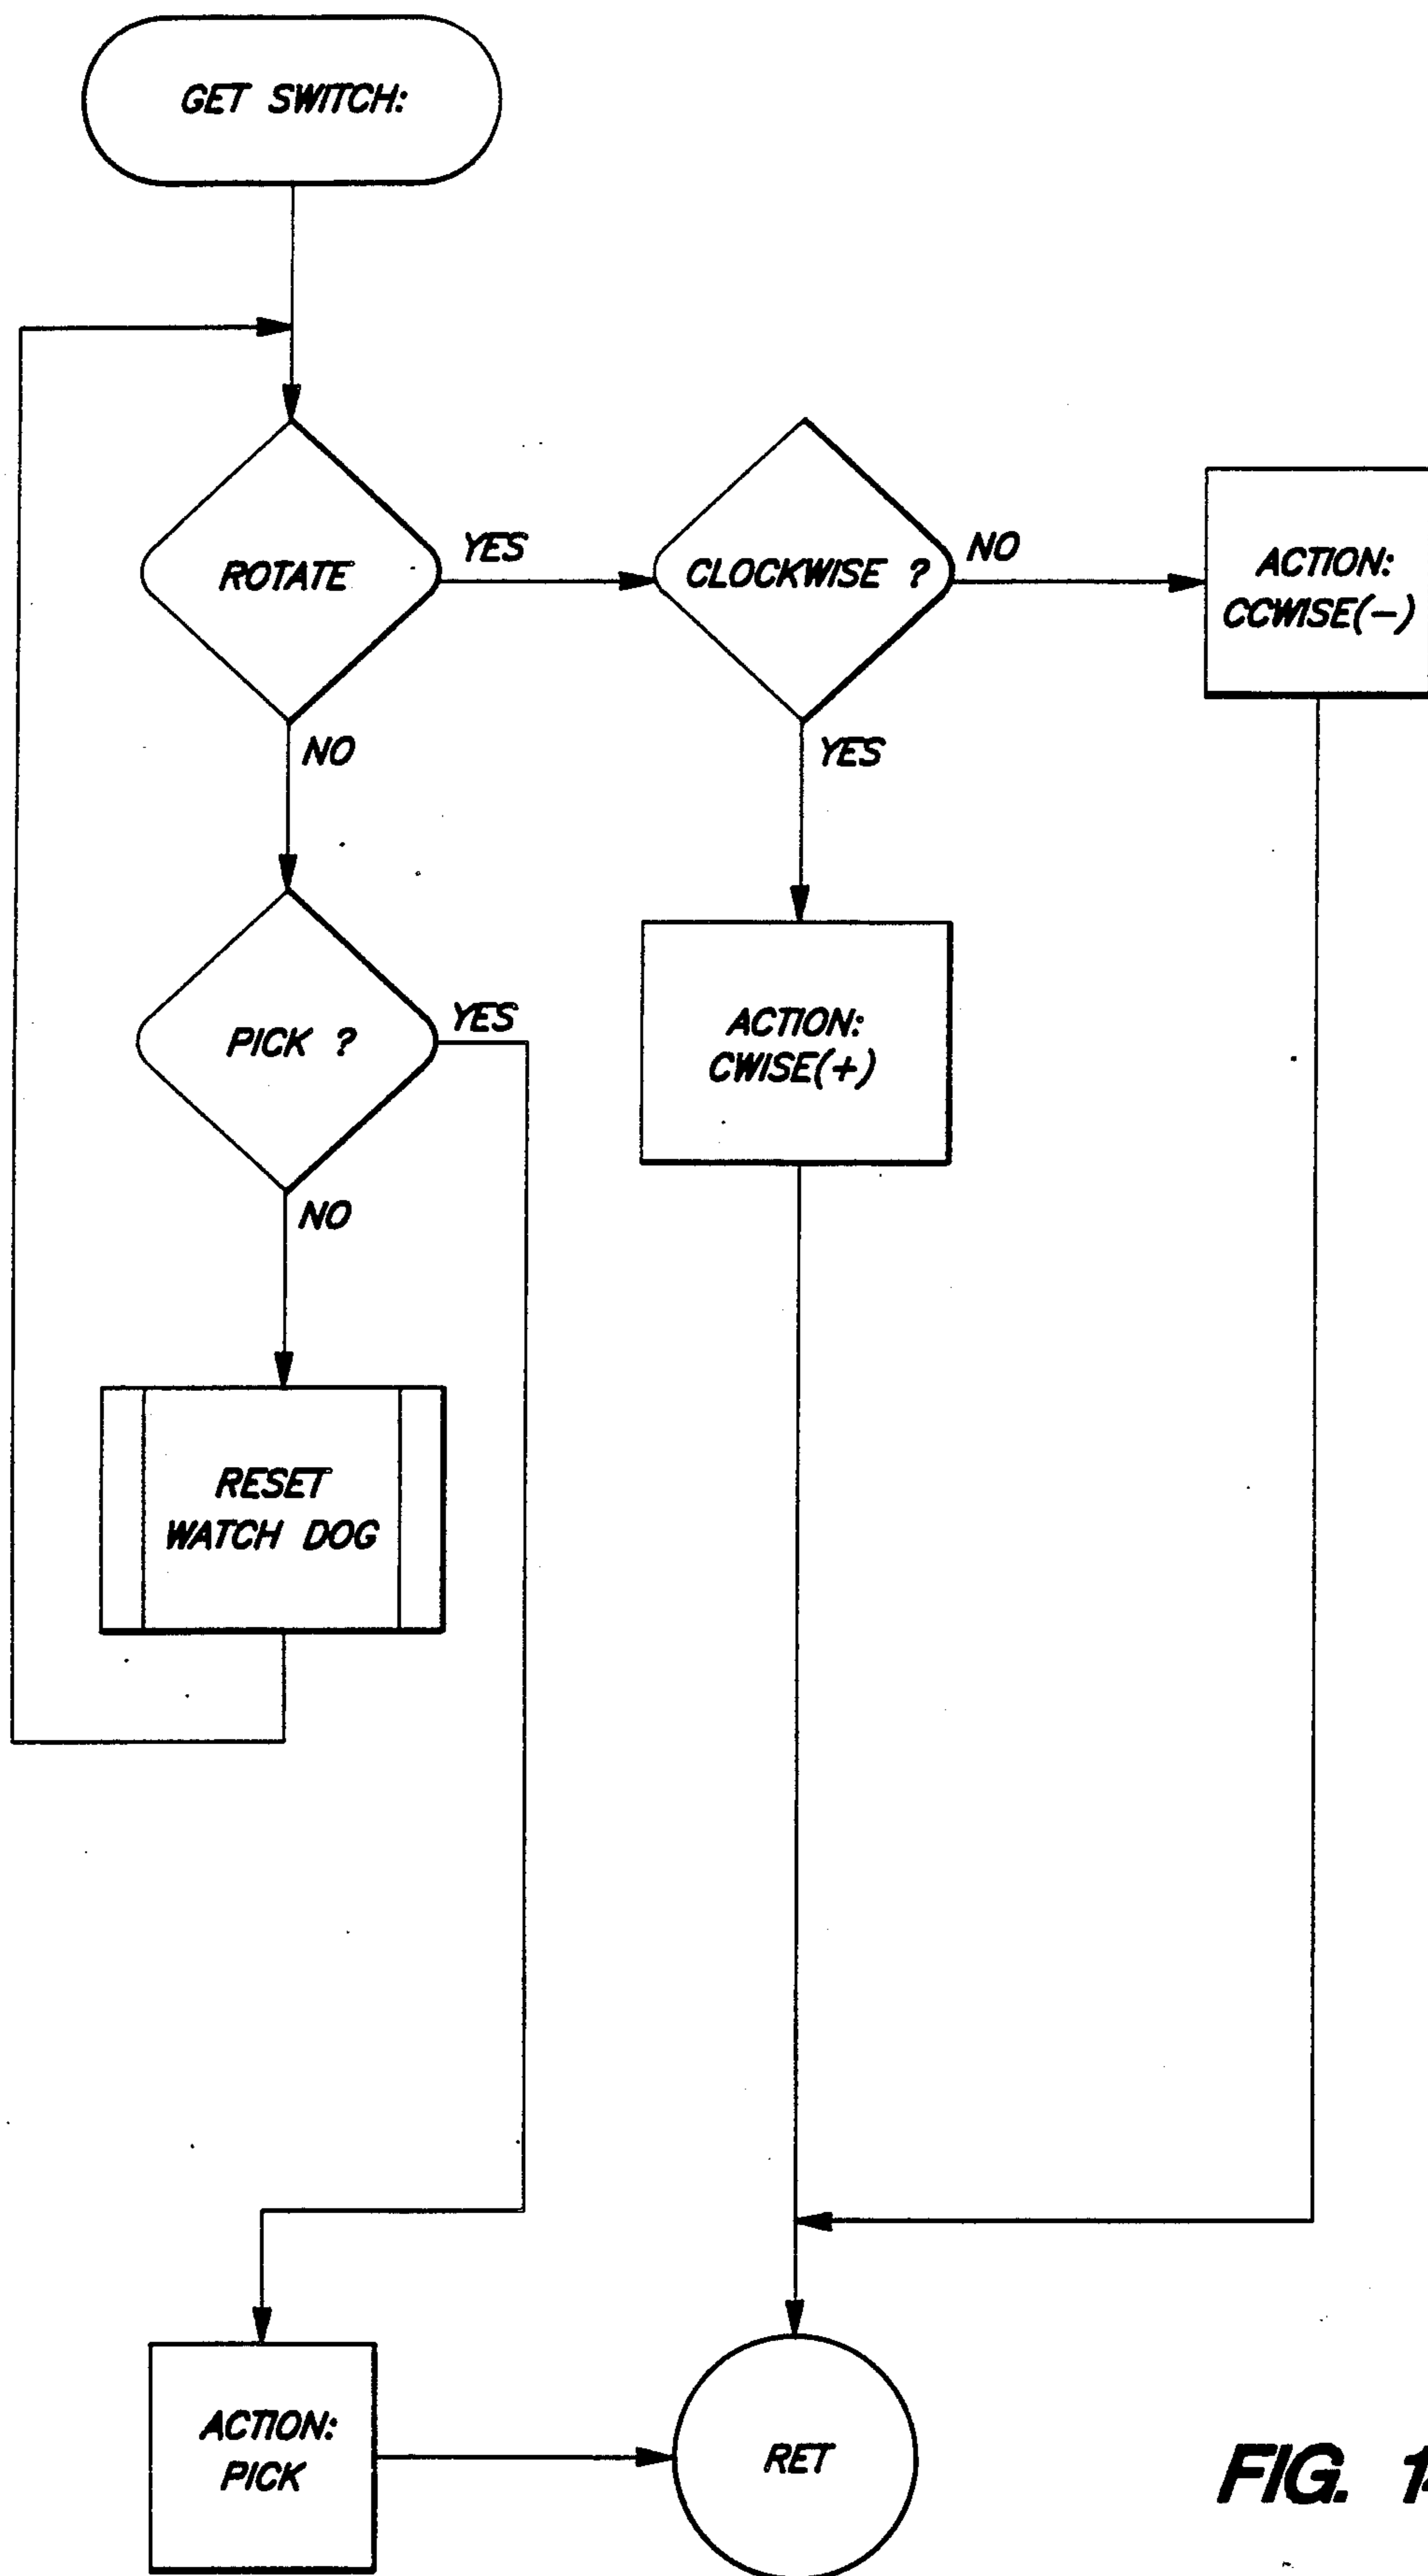 GET SWITCH:
ROTATE
YES
CLOCKWISE ?
NO
ACTION:
CCWISE(-)
NO
YES
PICK ?
YES
ACTION:
CWISE(+)
NO
RESET
WATCH DOG
ACTION:
PICK
RET
FIG.